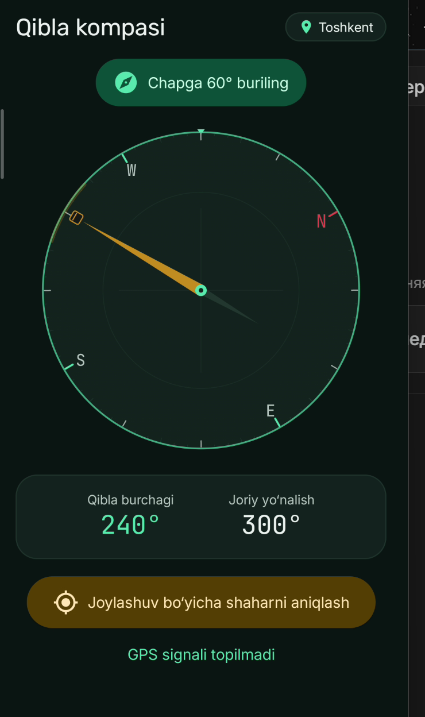 Qibla kompasi
Toshkent
Chapga 60° buriling
W
N
S
E
Qibla burchagi
240°
Joriy yo‘nalish
300°
Joylashuv bo‘yicha shaharni aniqlash
GPS signali topilmadi